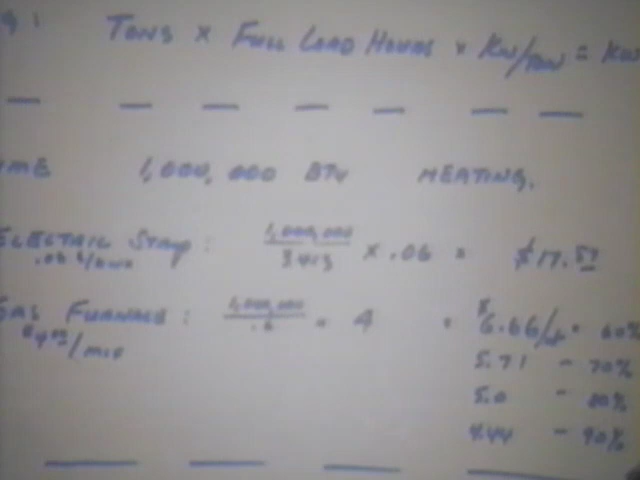 TONS x FULL LOAD HOURS x KW/TON = KW
1,000,000 BTU HEATING.
ELECTRIC STRIP : 1,000,000 / 3413 x .06 = $17.57
GAS FURNACE : 1,000,000 / .6 4 = $6.66/ - 60%
5.71 - 70%
5.0 - 80%
4.44 - 90%